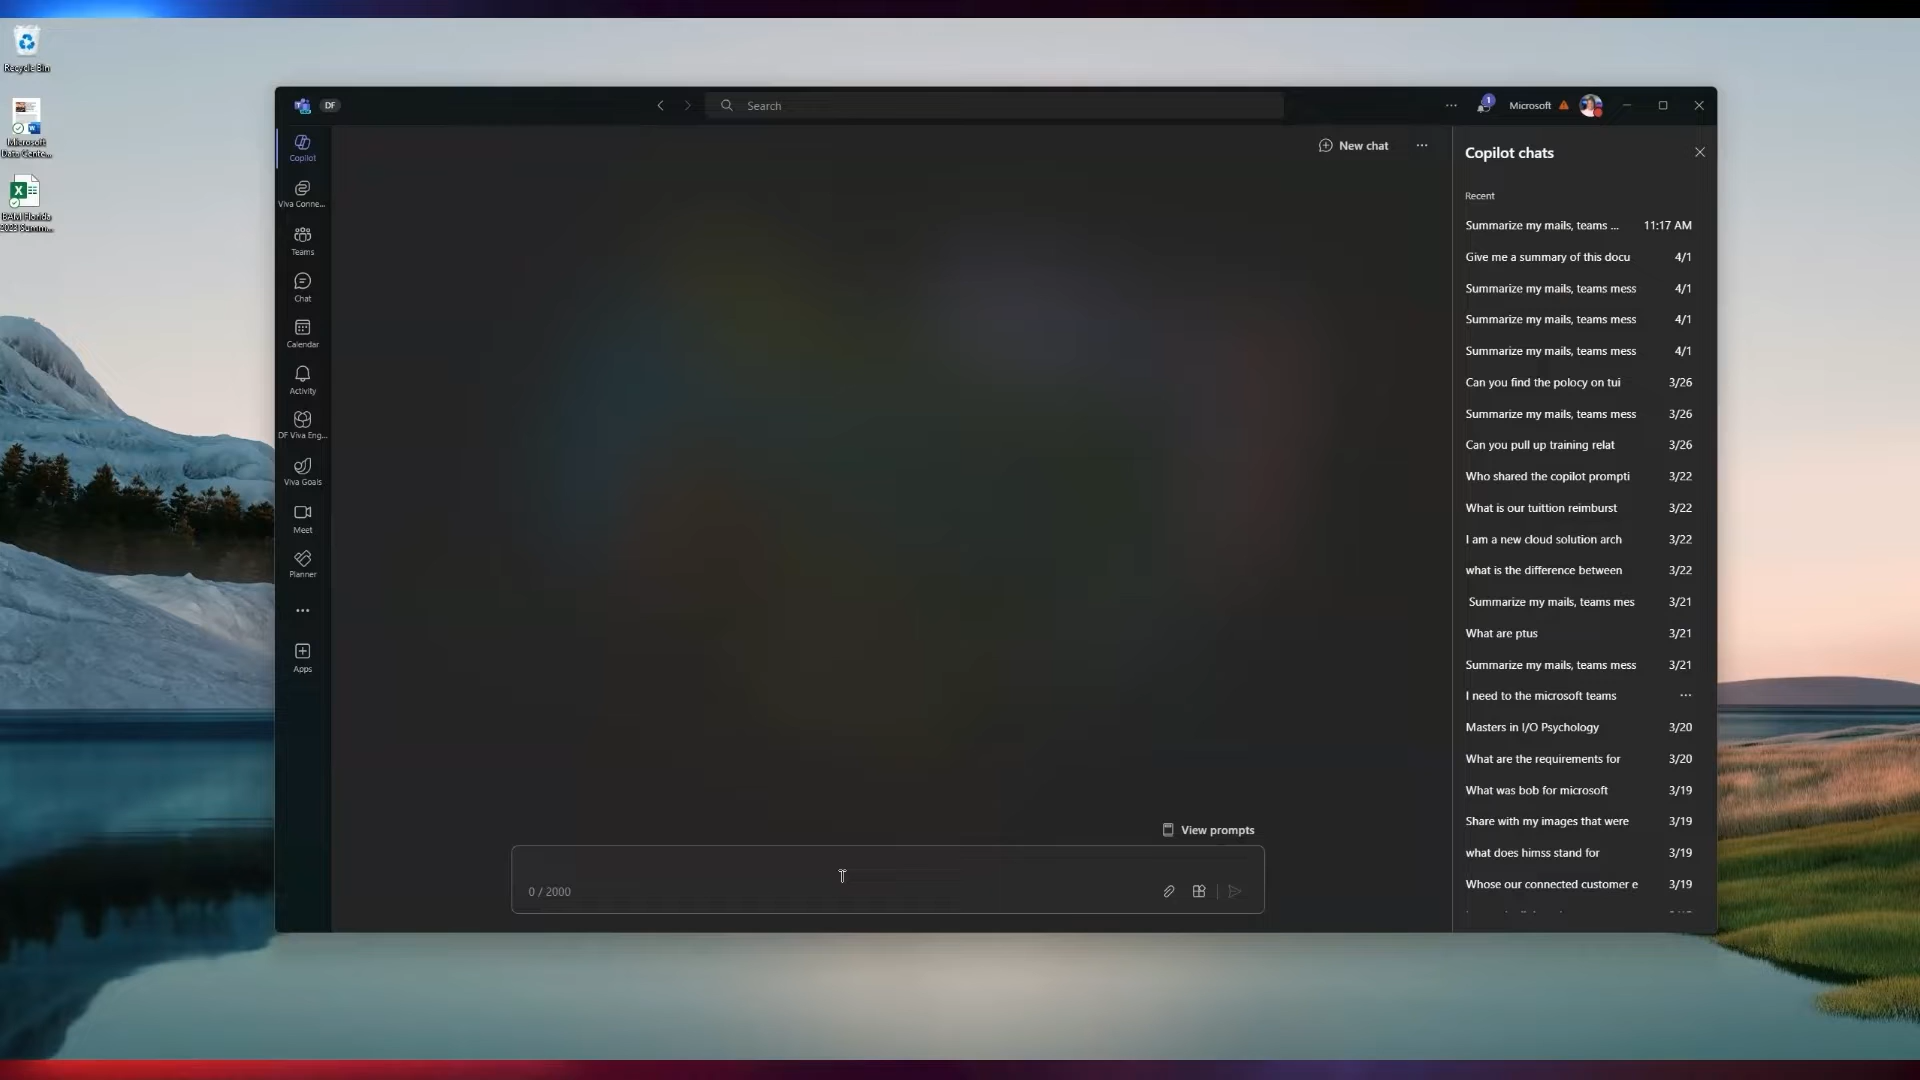 Recycle Bin
Microsoft
Data Cente...
BAM Florida
2023 Summ...
DF
Search
Microsoft
1
Copilot
Viva Conne...
Teams
Chat
Calendar
Activity
DF Viva Eng...
Viva Goals
Meet
Planner
Apps
New chat
View prompts
0 / 2000
Copilot chats
Recent
Summarize my mails, teams ... 11:17 AM
Give me a summary of this docu 4/1
Summarize my mails, teams mess 4/1
Summarize my mails, teams mess 4/1
Summarize my mails, teams mess 4/1
Can you find the polocy on tui 3/26
Summarize my mails, teams mess 3/26
Can you pull up training relat 3/26
Who shared the copilot prompti 3/22
What is our tuittion reimburst 3/22
I am a new cloud solution arch 3/22
what is the difference between 3/22
Summarize my mails, teams mes 3/21
What are ptus 3/21
Summarize my mails, teams mess 3/21
I need to the microsoft teams ...
Masters in I/O Psychology 3/20
What are the requirements for 3/20
What was bob for microsoft 3/19
Share with my images that were 3/19
what does himss stand for 3/19
Whose our connected customer e 3/19